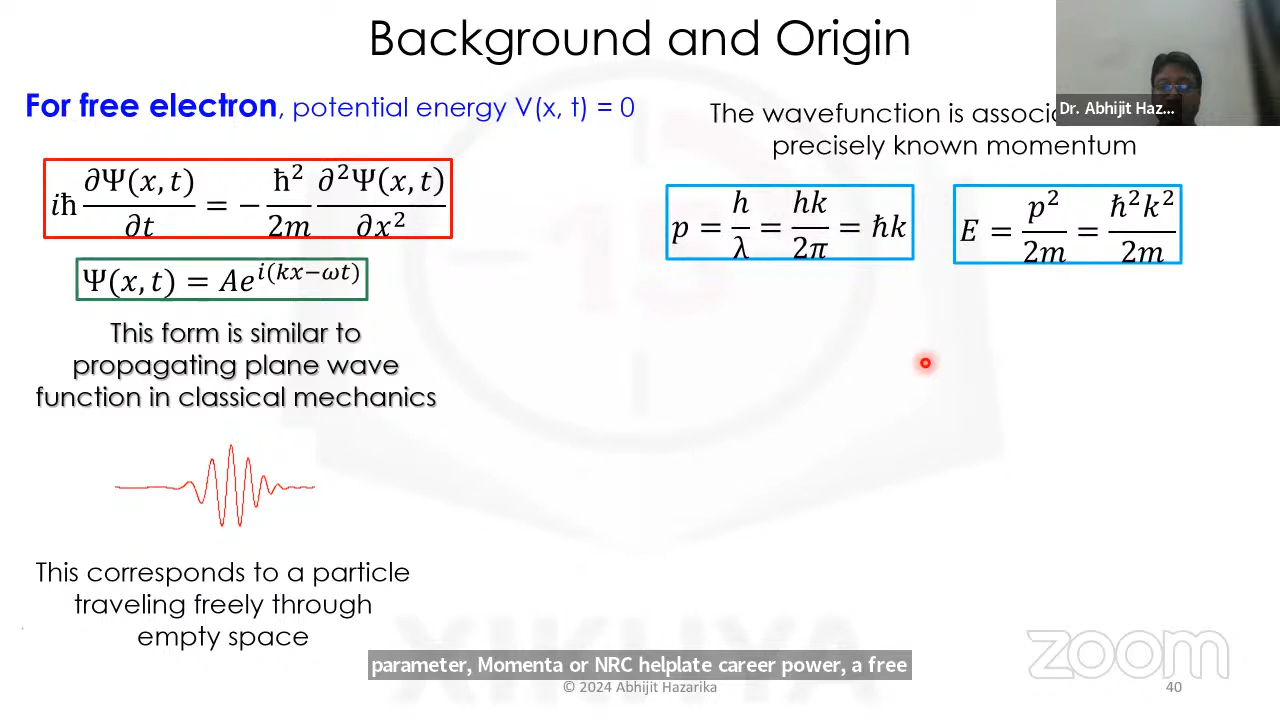 Background and Origin
For free electron, potential energy V(x, t) = 0
iħ ∂Ψ(x, t)/∂t = − ħ²/2m ∂²Ψ(x, t)/∂x²
Ψ(x, t) = Ae^{i(kx−ωt)}
This form is similar to
propagating plane wave
function in classical mechanics
This corresponds to a particle
traveling freely through
empty space
The wavefunction is
precisely known momentum
p = h/λ = hk/2π = ħk
E = p²/2m = ħ²k²/2m
Dr. Abhijit Haz...
15
XIKHYA
parameter, Momenta or NRC helplate career power, a free
© 2024 Abhijit Hazarika
zoom
40